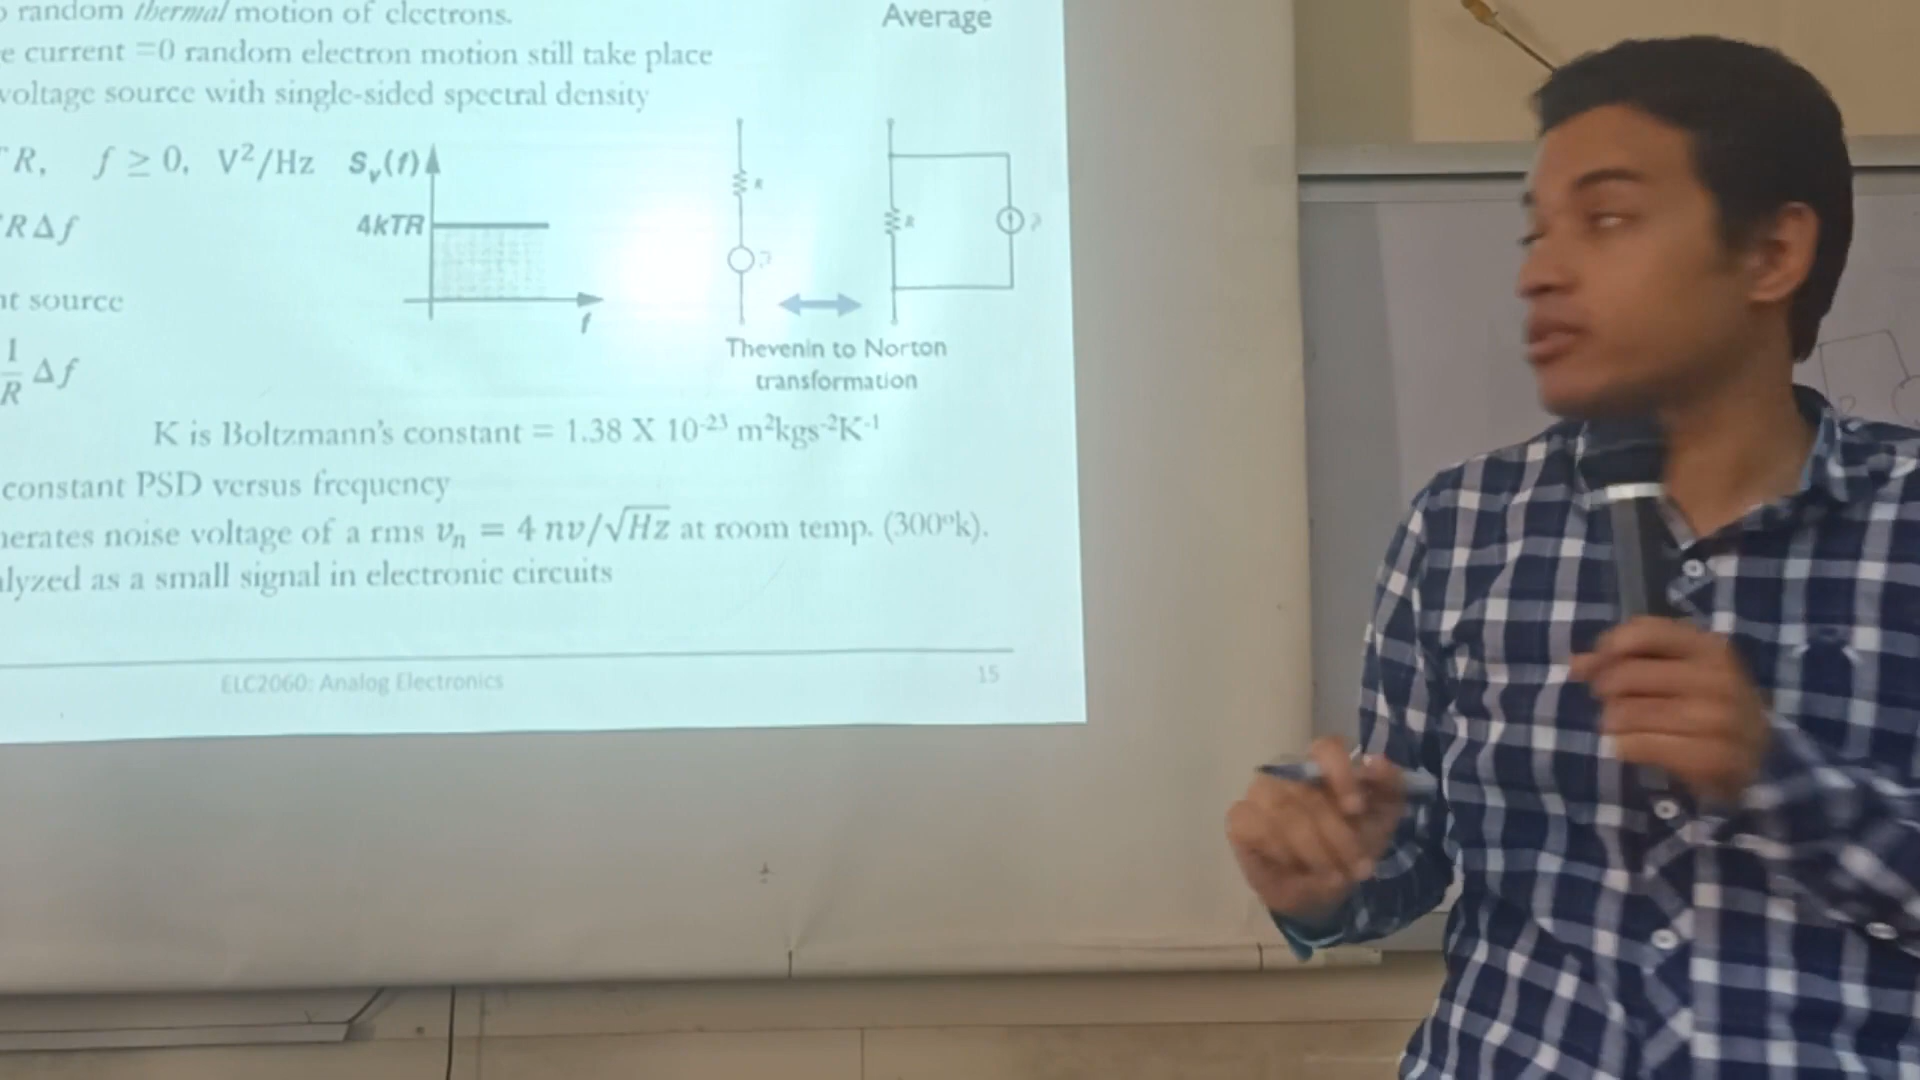 random thermal motion of electrons.
Average
e current =0 random electron motion still take place
voltage source with single-sided spectral density
R, f ≥ 0, V²/Hz
Sᵥ(f)
4kTR
f
R
R
RΔf
nt source
1/R Δf
Thevenin to Norton
transformation
K is Boltzmann's constant = 1.38 X 10⁻²³ m²kgs⁻²K⁻¹
constant PSD versus frequency
nerates noise voltage of a rms vₙ = 4 nv/√Hz at room temp. (300ºk).
lyzed as a small signal in electronic circuits
ELC2060: Analog Electronics
15